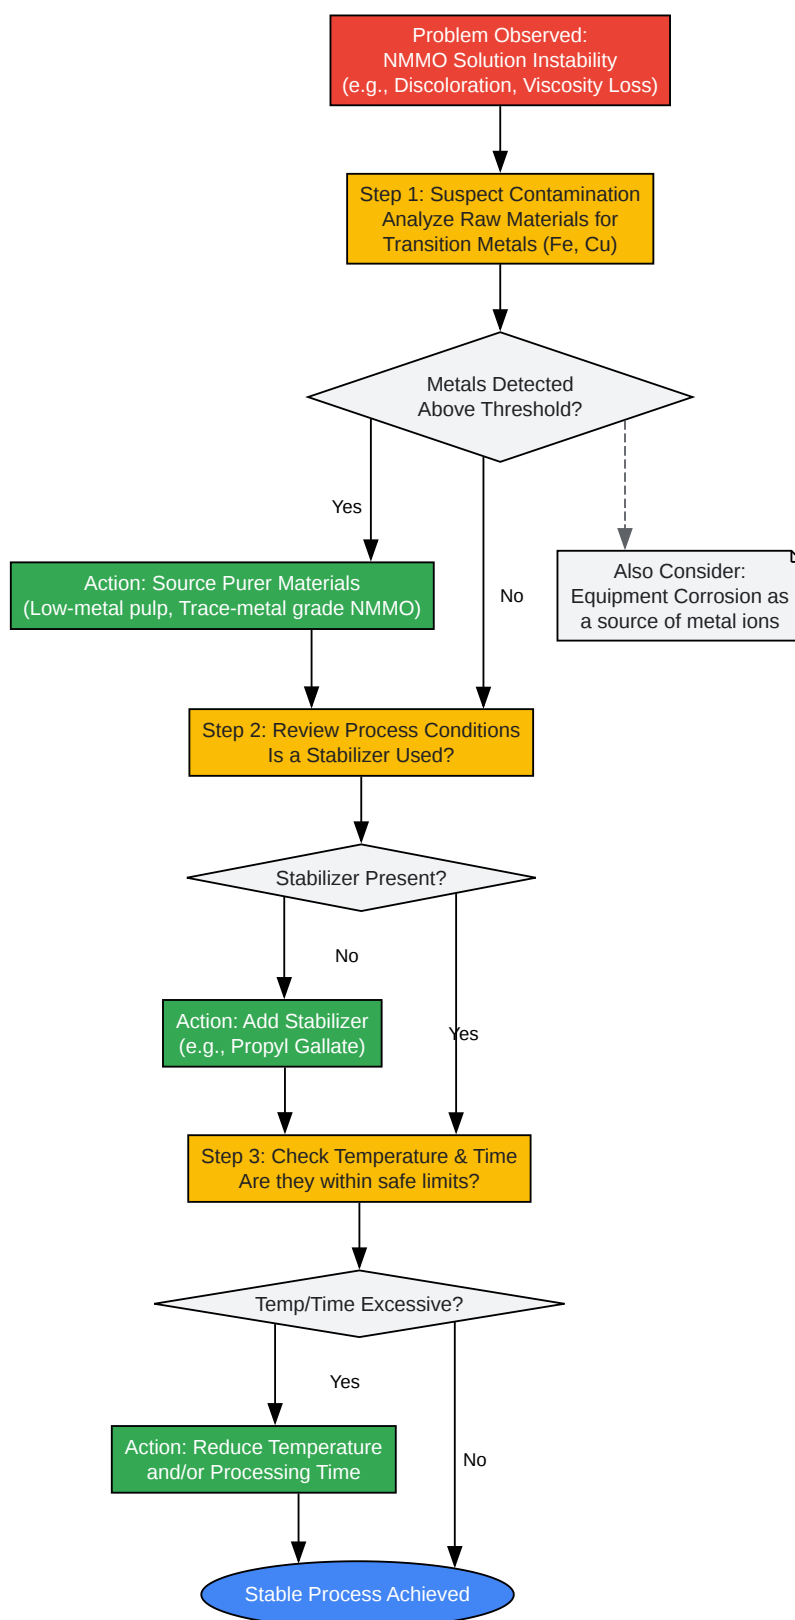 Problem Observed:
NMMO Solution Instability
(e.g., Discoloration, Viscosity Loss)
Step 1: Suspect Contamination
Analyze Raw Materials for
Transition Metals (Fe, Cu)
Metals Detected
Above Threshold?
Yes
No
Action: Source Purer Materials
(Low-metal pulp, Trace-metal grade NMMO)
Also Consider:
Equipment Corrosion as
a source of metal ions
Step 2: Review Process Conditions
Is a Stabilizer Used?
Stabilizer Present?
No
Yes
Action: Add Stabilizer
(e.g., Propyl Gallate)
Step 3: Check Temperature & Time
Are they within safe limits?
Temp/Time Excessive?
Yes
No
Action: Reduce Temperature
and/or Processing Time
Stable Process Achieved